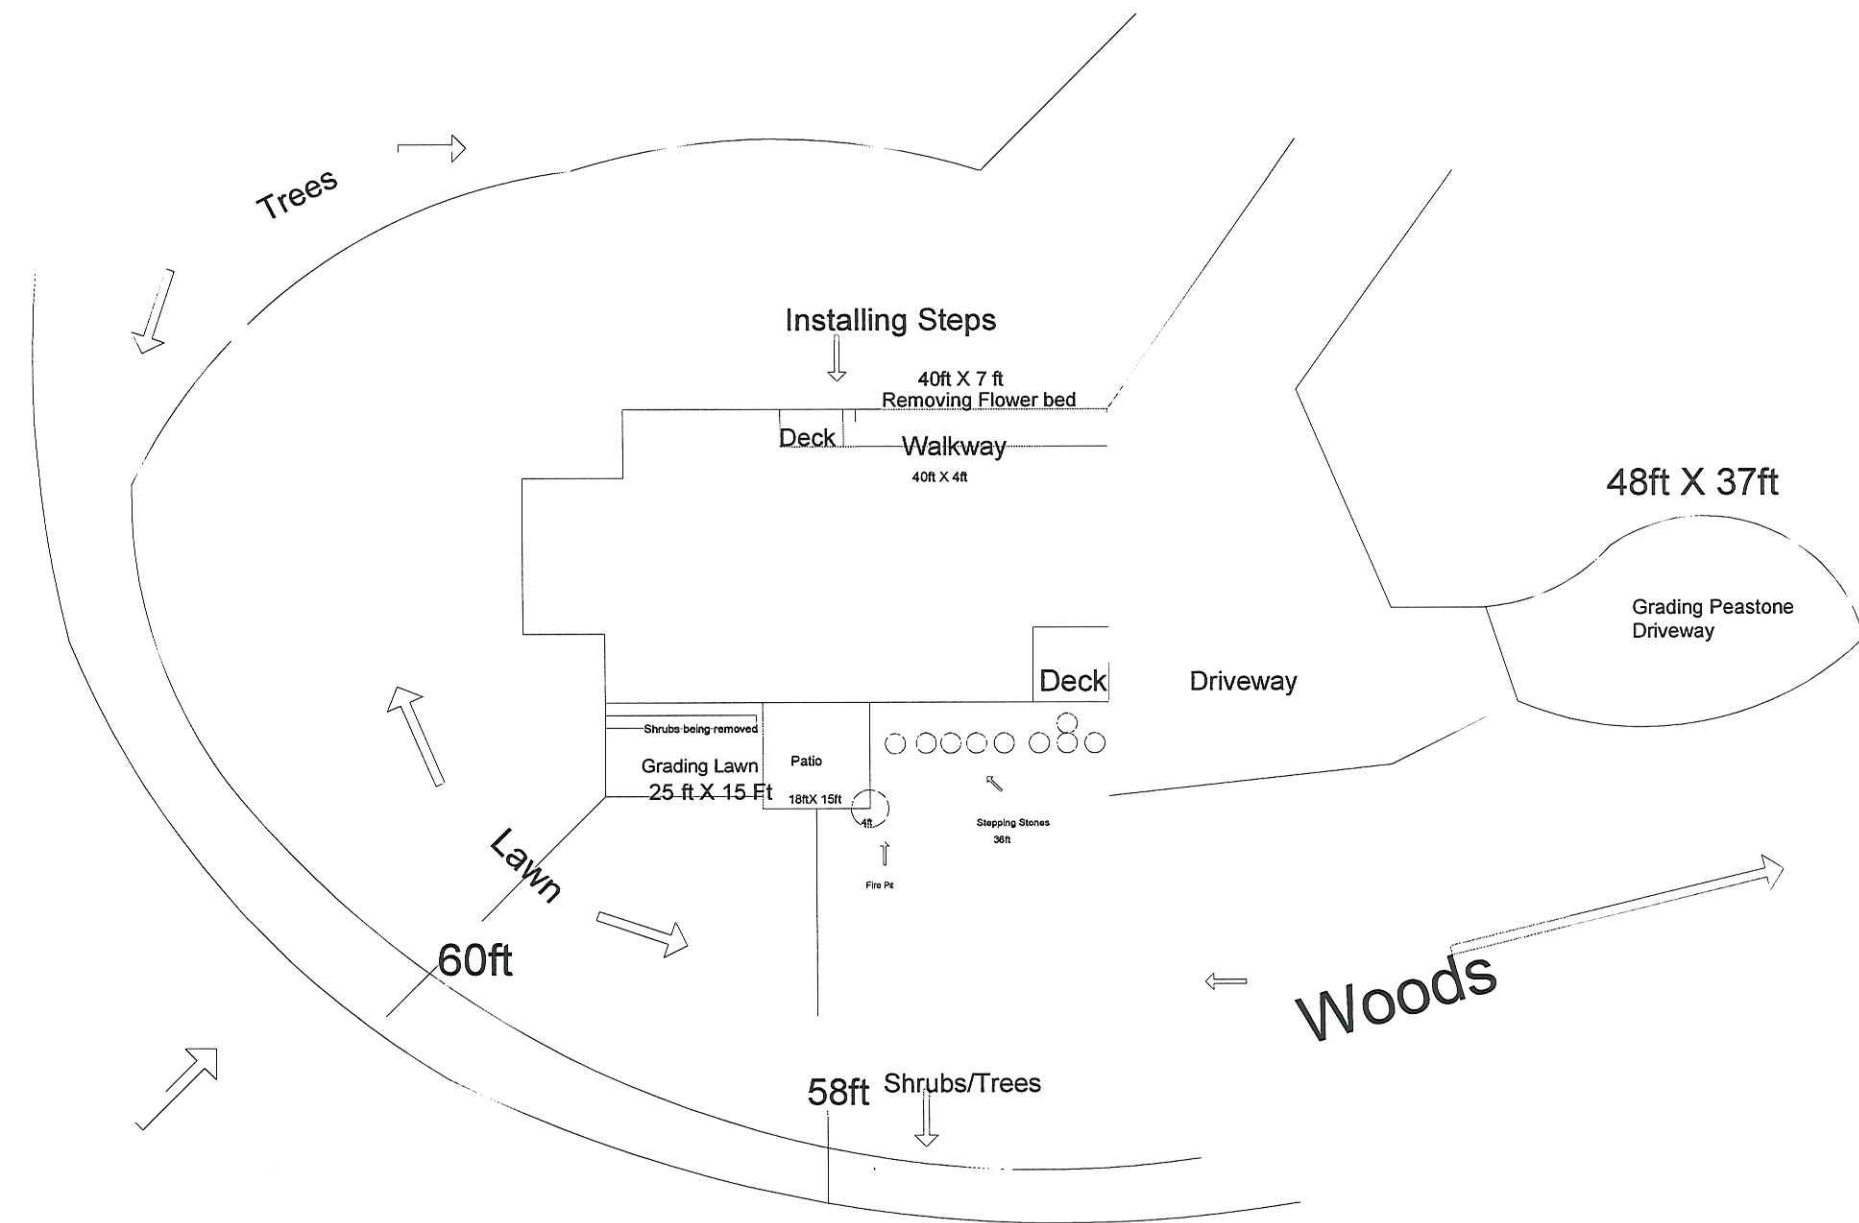 Trees
Installing Steps
40ft X 7 ft
Removing Flower bed
Deck
Walkway
40ft X 4ft
48ft X 37ft
Grading Peastone
Driveway
Deck
Driveway
Shrubs being removed
Grading Lawn
25 ft X 15 Ft
Patio
18ftX 15ft
4ft
Stepping Stones
36ft
Fire Pit
Lawn
60ft
Woods
58ft
Shrubs/Trees